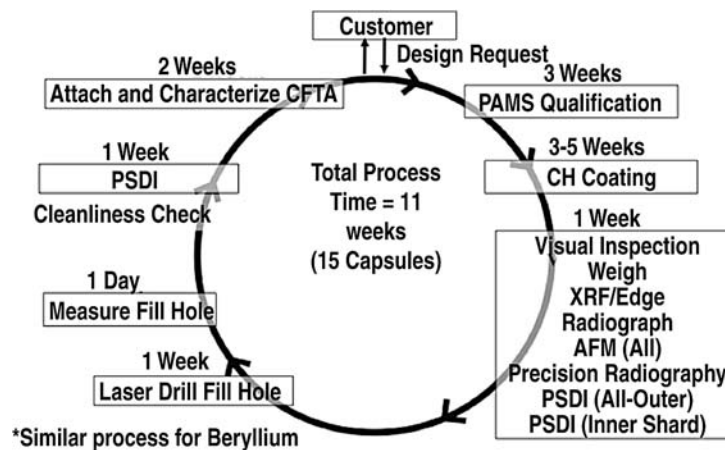 Customer
Design Request
3 Weeks
PAMS Qualification
3-5 Weeks
CH Coating
1 Week
Visual Inspection
Weigh
XRF/Edge
Radiograph
AFM (All)
Precision Radiography
PSDI (All-Outer)
PSDI (Inner Shard)
1 Week
Laser Drill Fill Hole
1 Day
Measure Fill Hole
1 Week
PSDI
Cleanliness Check
2 Weeks
Attach and Characterize CFTA
Total Process
Time = 11
weeks
(15 Capsules)
*Similar process for Beryllium